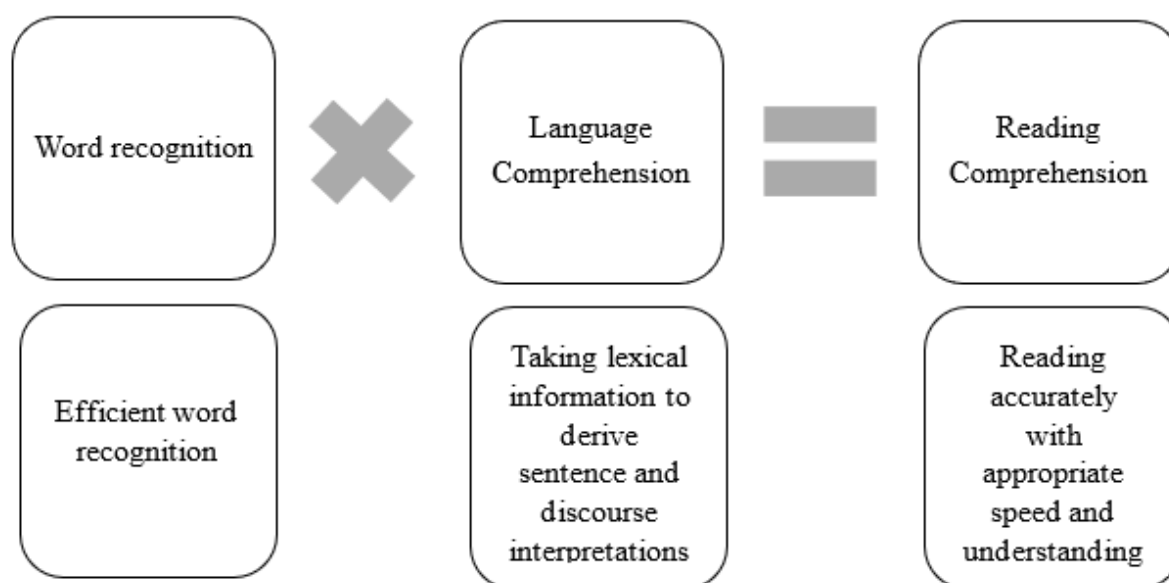 Word recognition
Language
Comprehension
Reading
Comprehension
Efficient word
recognition
Taking lexical
information to
derive
sentence and
discourse
interpretations
Reading
accurately
with
appropriate
speed and
understanding